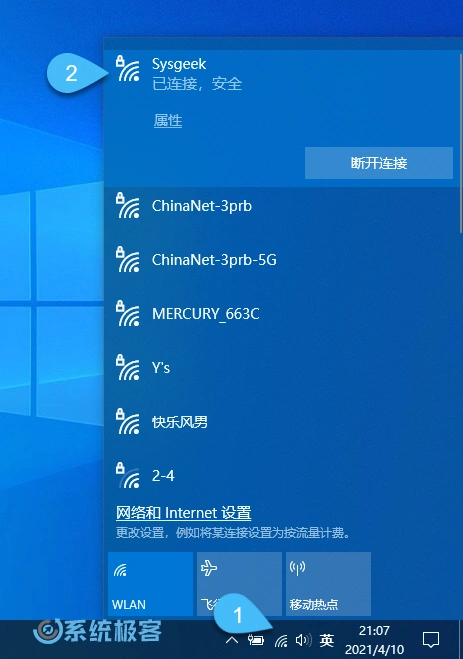 2
Sysgeek
已连接，安全
属性
断开连接
ChinaNet-3prb
ChinaNet-3prb-5G
MERCURY_663C
Y's
快乐风男
2-4
网络和 Internet 设置
更改设置，例如将某连接设置为按流量计费。
WLAN
飞
移动热点
1
系统极客
英
21:07
2021/4/10